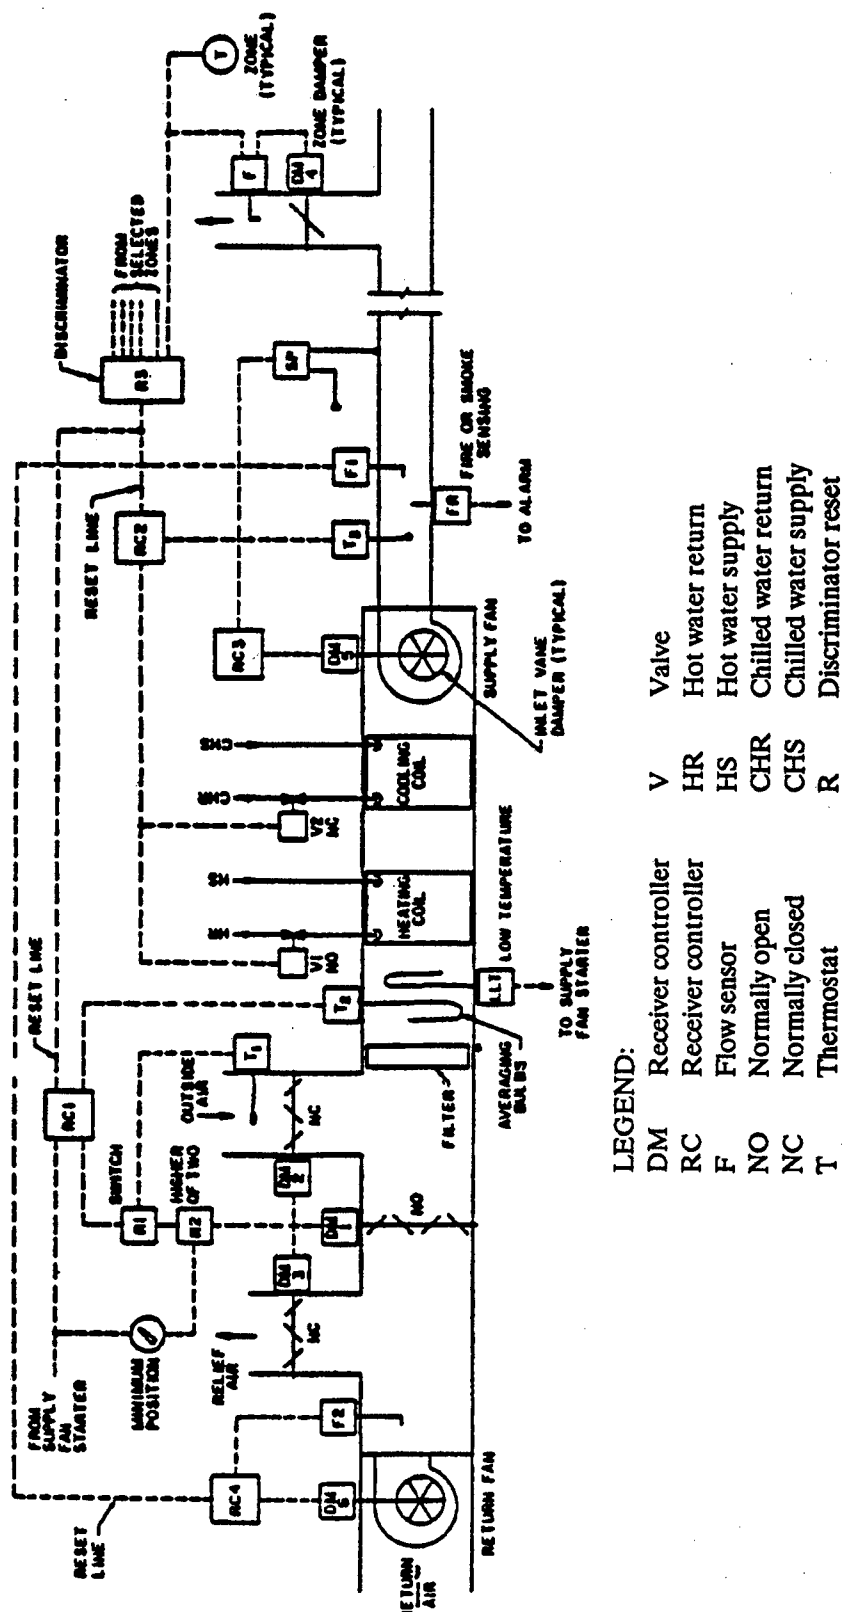 FROM
SUPPLY
FAN
STARTER
MINIMUM
POSITION
RESET
LINE
RC4
DM
6
F2
RETURN
AIR
RETURN FAN
RELIEF
AIR
NC
DM
3
DM
2
DM
1
NO
R2
HIGHER
OF TWO
R1
SWITCH
RC1
RESET LINE
OUTSIDE
AIR
NC
T1
T2
FILTER
AVERAGING
BULBS
LLT
LOW TEMPERATURE
TO SUPPLY
FAN STARTER
V1
NO
HEATING
COIL
V2
NC
COOLING
COIL
RC3
DM
5
SUPPLY FAN
INLET VANE
DAMPER (TYPICAL)
RC2
RESET LINE
T3
F1
FR
FIRE OR SMOKE
SENSING
TO ALARM
SP
R3
DISCRIMINATOR
FROM
SELECTED
ZONES
F
DM
4
ZONE DAMPER
(TYPICAL)
T
ZONE
(TYPICAL)
LEGEND:
DM Receiver controller
RC Receiver controller
F Flow sensor
NO Normally open
NC Normally closed
T Thermostat
V Valve
HR Hot water return
HS Hot water supply
CHR Chilled water return
CHS Chilled water supply
R Discriminator reset